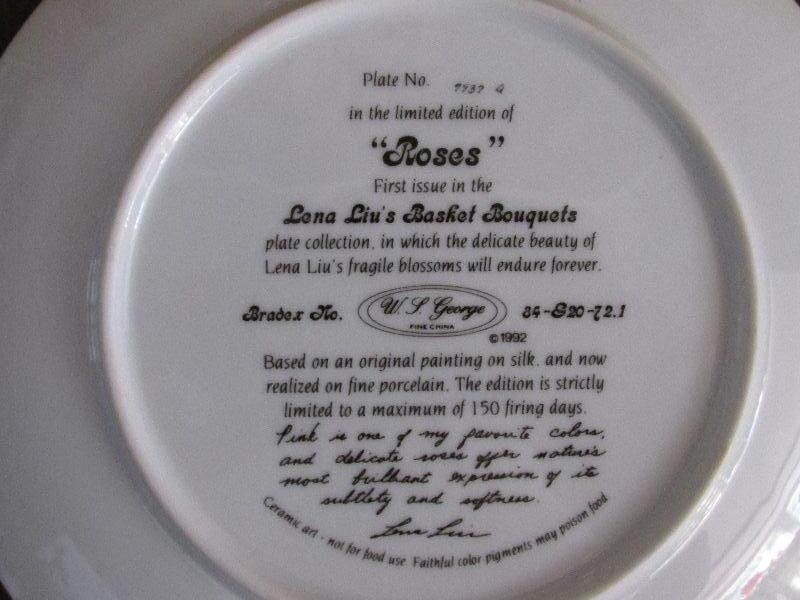 Plate No. 7737 Q
in the limited edition of
“Roses”
First issue in the
Lena Liu's Basket Bouquets
plate collection, in which the delicate beauty of
Lena Liu's fragile blossoms will endure forever.
Bradex No. W. S. George 84-G20-72.1
FINE CHINA
©1992
Based on an original painting on silk, and now
realized on fine porcelain. The edition is strictly
limited to a maximum of 150 firing days.
Pink is one of my favorite colors,
and delicate roses offer nature's
most brilliant expression of its
subtlety and softness.
Lena Liu
Ceramic art - not for food use. Faithful color pigments may poison food